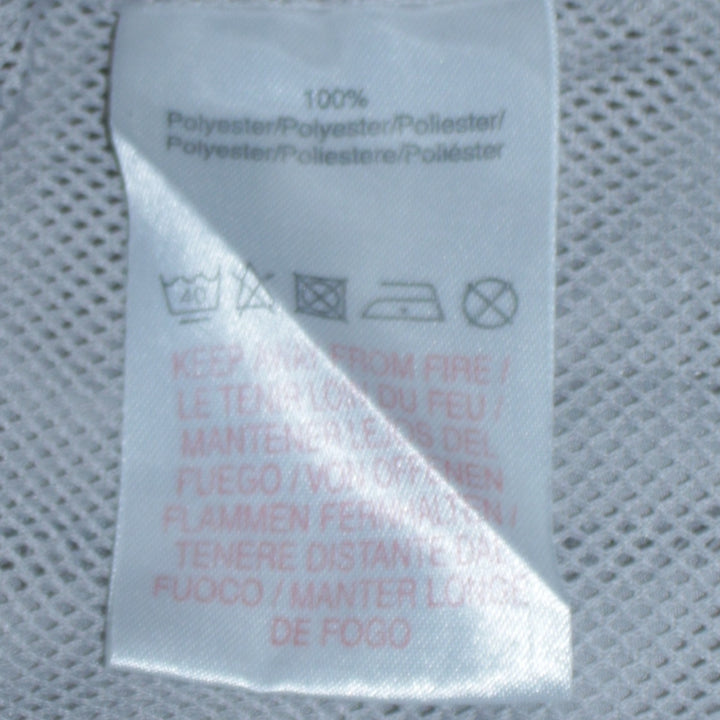 100%
Polyester/Polyester/Poliester/
Polyester/Poliestere/Poliéster
40
KEEP AWAY FROM FIRE /
LE TENIR LOIN DU FEU /
MANTENER LEJOS DEL
FUEGO / VON OFFENEN
FLAMMEN FERNHALTEN /
TENERE DISTANTE DAL
FUOCO / MANTER LONGE
DE FOGO